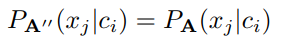 P_{𝐀′′}(x_j|c_i) = P_𝐀(x_j|c_i)